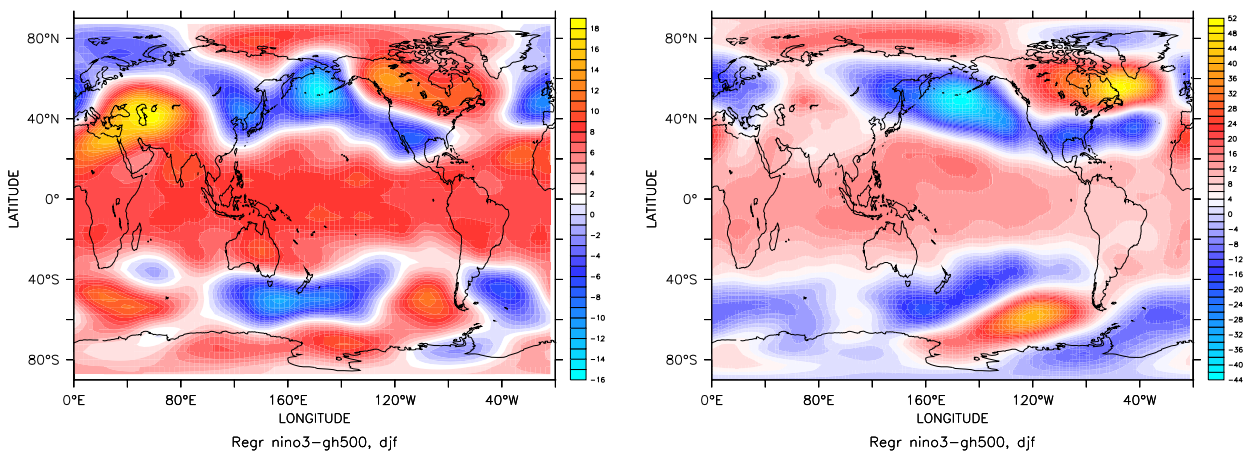 80°N
40°N
0°
40°S
80°S
LATITUDE
0°E
80°E
160°E
120°W
40°W
LONGITUDE
Regr nino3-gh500, djf
18
16
14
12
10
8
6
4
2
0
-2
-4
-6
-8
-10
-12
-14
-16
80°N
40°N
0°
40°S
80°S
LATITUDE
0°E
80°E
160°E
120°W
40°W
LONGITUDE
Regr nino3-gh500, djf
52
48
44
40
36
32
28
24
20
16
12
8
4
0
-4
-8
-12
-16
-20
-24
-28
-32
-36
-40
-44